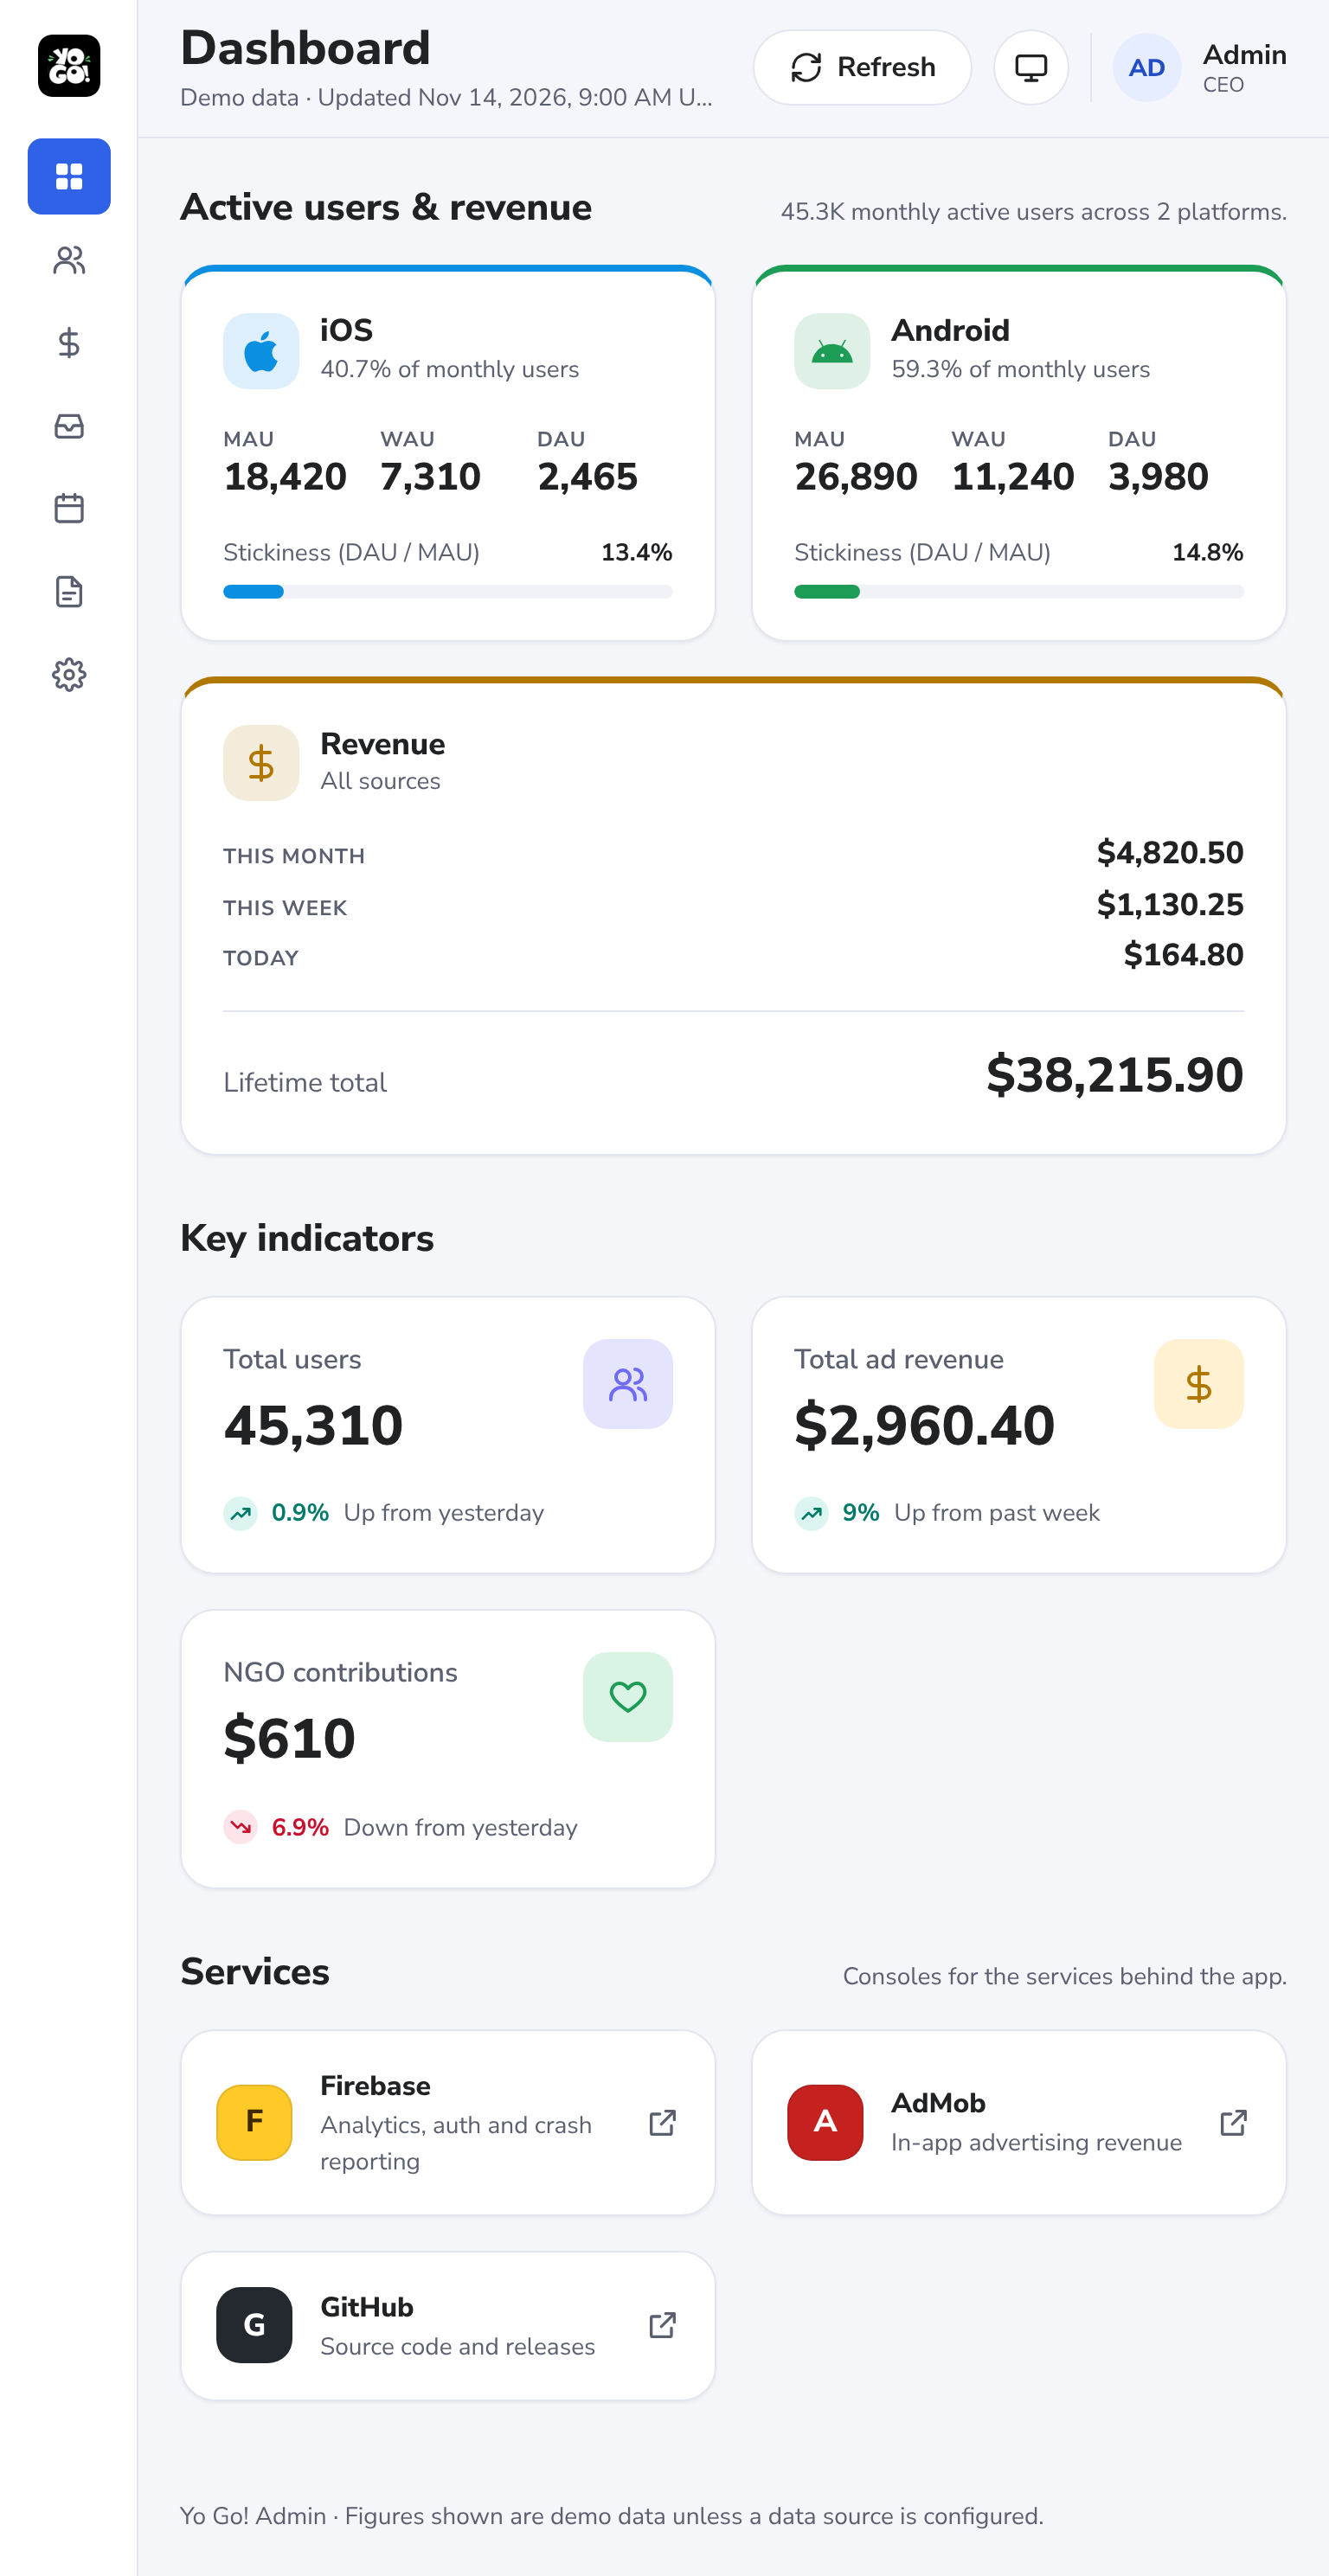 YO
GO!
Dashboard
Demo data · Updated Nov 14, 2026, 9:00 AM U...
Refresh
AD
Admin
CEO
Active users & revenue
45.3K monthly active users across 2 platforms.
iOS
40.7% of monthly users
MAU WAU DAU
18,420 7,310 2,465
Stickiness (DAU / MAU) 13.4%
Android
59.3% of monthly users
MAU WAU DAU
26,890 11,240 3,980
Stickiness (DAU / MAU) 14.8%
Revenue
All sources
THIS MONTH $4,820.50
THIS WEEK $1,130.25
TODAY $164.80
Lifetime total $38,215.90
Key indicators
Total users
45,310
0.9% Up from yesterday
Total ad revenue
$2,960.40
9% Up from past week
NGO contributions
$610
6.9% Down from yesterday
Services
Consoles for the services behind the app.
F
Firebase
Analytics, auth and crash
reporting
A
AdMob
In-app advertising revenue
G
GitHub
Source code and releases
Yo Go! Admin · Figures shown are demo data unless a data source is configured.